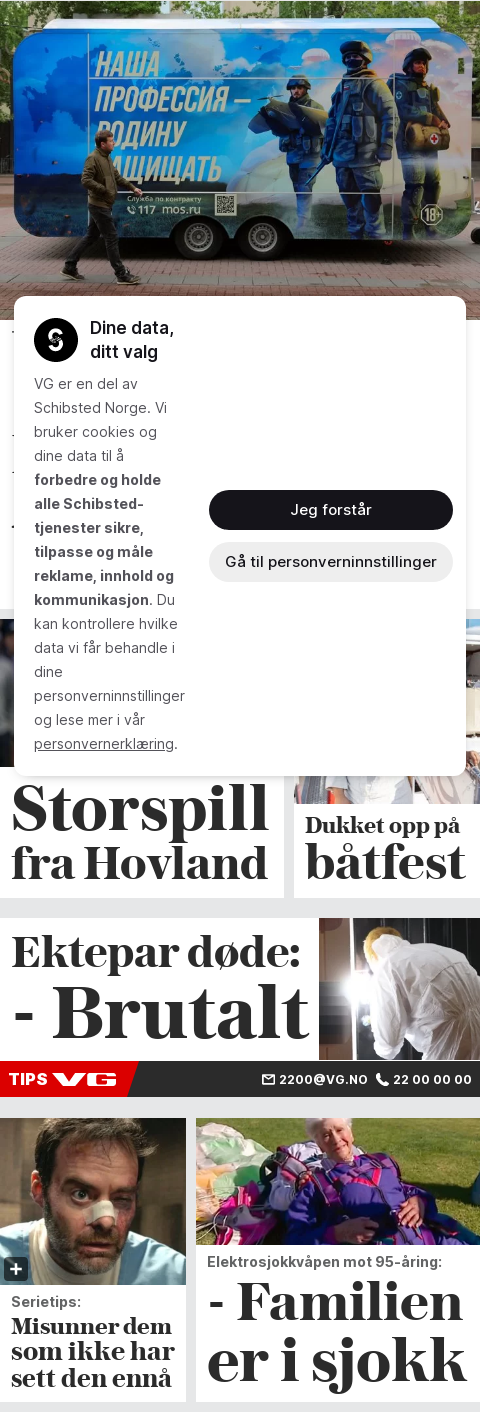 НАША
ПРОФЕССИЯ –
РОДИНУ
ЗАЩИЩАТЬ
Служба по контракту
117 mos.ru
18+
Dine data,
ditt valg
VG er en del av
Schibsted Norge. Vi
bruker cookies og
dine data til å
forbedre og holde
alle Schibsted-
tjenester sikre,
tilpasse og måle
reklame, innhold og
kommunikasjon. Du
kan kontrollere hvilke
data vi får behandle i
dine
personverninnstillinger
og lese mer i vår
personvernerklæring.
Jeg forstår
Gå til personverninnstillinger
Storspill
fra Hovland
Dukket opp på
båtfest
Ektepar døde:
- Brutalt
TIPS VG
2200@VG.NO 22 00 00 00
Serietips:
Misunner dem
som ikke har
sett den ennå
Elektrosjokkvåpen mot 95-åring:
- Familien
er i sjokk